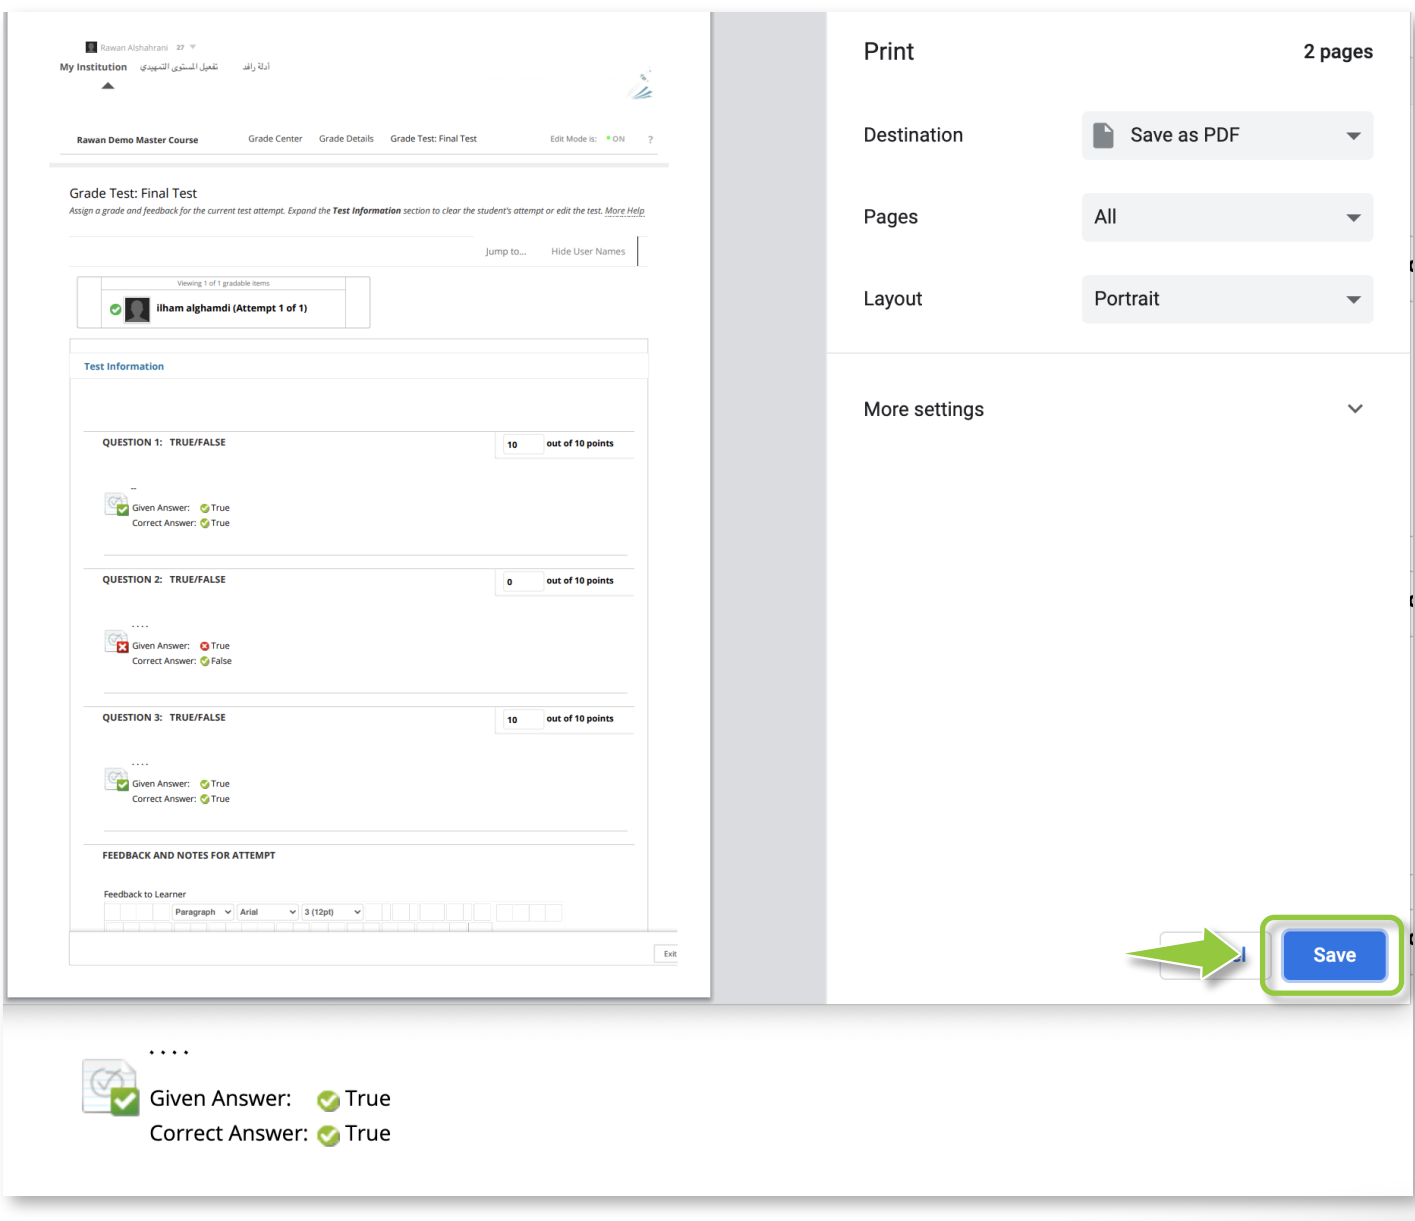 Rawan Alshahrani 27
My Institution تفعيل المستوى التمهيدي أدلة رافد
Rawan Demo Master Course Grade Center Grade Details Grade Test: Final Test Edit Mode is: ON ?
Grade Test: Final Test
Assign a grade and feedback for the current test attempt. Expand the Test Information section to clear the student's attempt or edit the test. More Help
Jump to... Hide User Names
Viewing 1 of 1 gradable items
ilham alghamdi (Attempt 1 of 1)
Test Information
QUESTION 1: TRUE/FALSE 10 out of 10 points
..
Given Answer: True
Correct Answer: True
QUESTION 2: TRUE/FALSE 0 out of 10 points
....
Given Answer: True
Correct Answer: False
QUESTION 3: TRUE/FALSE 10 out of 10 points
....
Given Answer: True
Correct Answer: True
FEEDBACK AND NOTES FOR ATTEMPT
Feedback to Learner
Paragraph Arial 3 (12pt)
Exit
Print 2 pages
Destination Save as PDF
Pages All
Layout Portrait
More settings
Save
....
Given Answer: True
Correct Answer: True